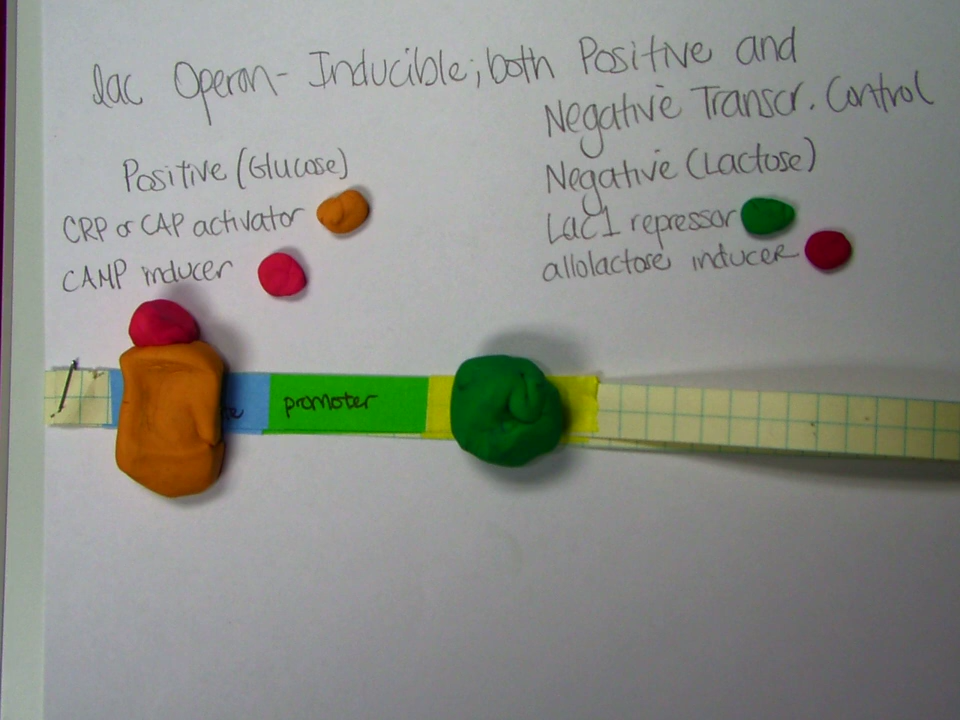 lac Operon- Inducible; both Positive and
Negative Transcr. Control
Positive (Glucose)
CRP or CAP activator
CAMP inducer
Negative (Lactose)
Lac1 repressor
allolactose inducer
promoter